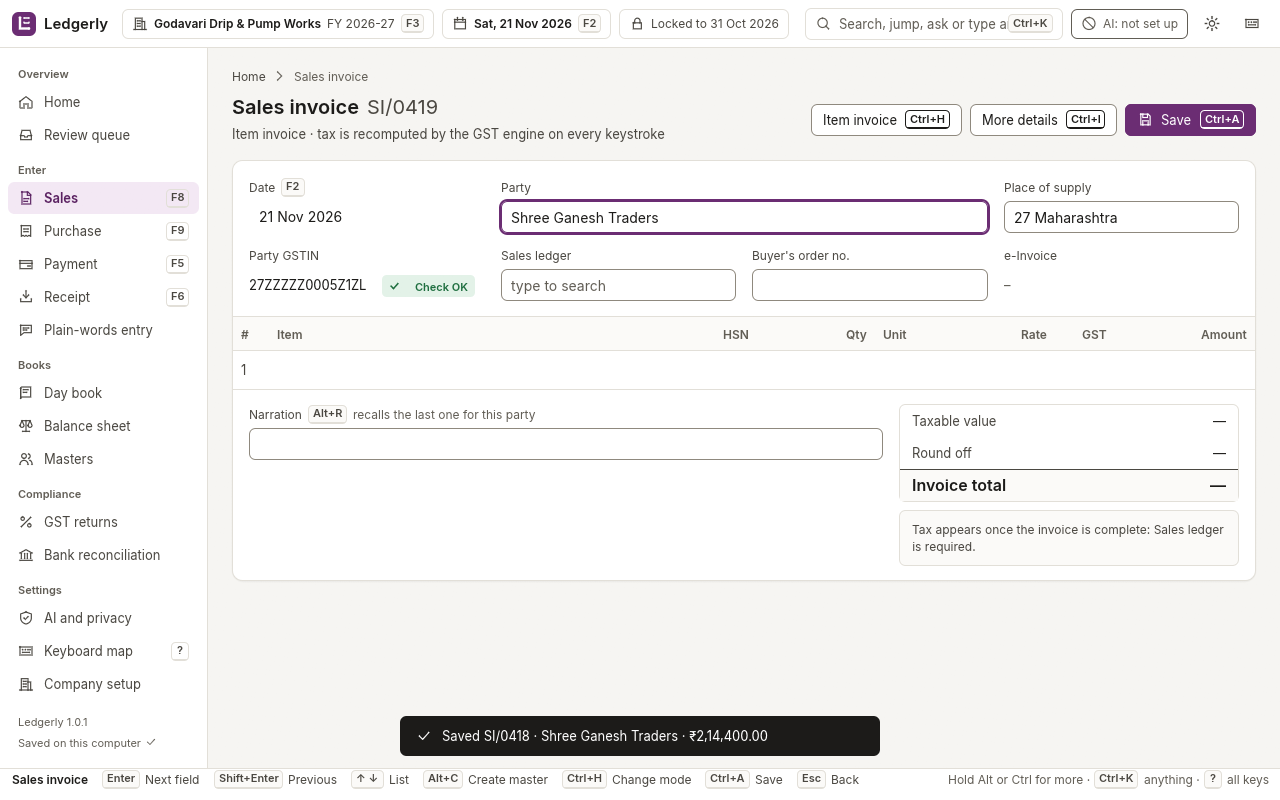 Ledgerly
Godavari Drip & Pump Works FY 2026-27 F3
Sat, 21 Nov 2026 F2
Locked to 31 Oct 2026
Search, jump, ask or type a Ctrl+K
AI: not set up
Overview
Home
Review queue
Enter
Sales F8
Purchase F9
Payment F5
Receipt F6
Plain-words entry
Books
Day book
Balance sheet
Masters
Compliance
GST returns
Bank reconciliation
Settings
AI and privacy
Keyboard map ?
Company setup
Ledgerly 1.0.1
Saved on this computer
Home Sales invoice
Sales invoice SI/0419
Item invoice · tax is recomputed by the GST engine on every keystroke
Item invoice Ctrl+H
More details Ctrl+I
Save Ctrl+A
Date F2
21 Nov 2026
Party
Shree Ganesh Traders
Place of supply
27 Maharashtra
Party GSTIN
27ZZZZZ0005Z1ZL Check OK
Sales ledger
type to search
Buyer's order no.
e-Invoice
–
# Item HSN Qty Unit Rate GST Amount
1
Narration Alt+R recalls the last one for this party
Taxable value —
Round off —
Invoice total —
Tax appears once the invoice is complete: Sales ledger
is required.
Saved SI/0418 · Shree Ganesh Traders · ₹2,14,400.00
Sales invoice Enter Next field Shift+Enter Previous ↑ ↓ List Alt+C Create master Ctrl+H Change mode Ctrl+A Save Esc Back Hold Alt or Ctrl for more · Ctrl+K anything · ? all keys